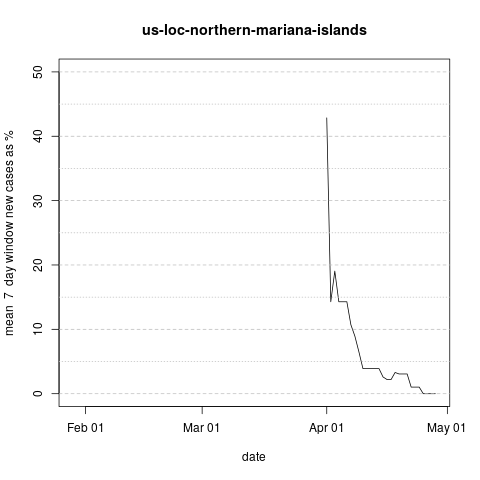 us-loc-northern-mariana-islands
mean 7 day window new cases as %
50
40
30
20
10
0
Feb 01 Mar 01 Apr 01 May 01
date